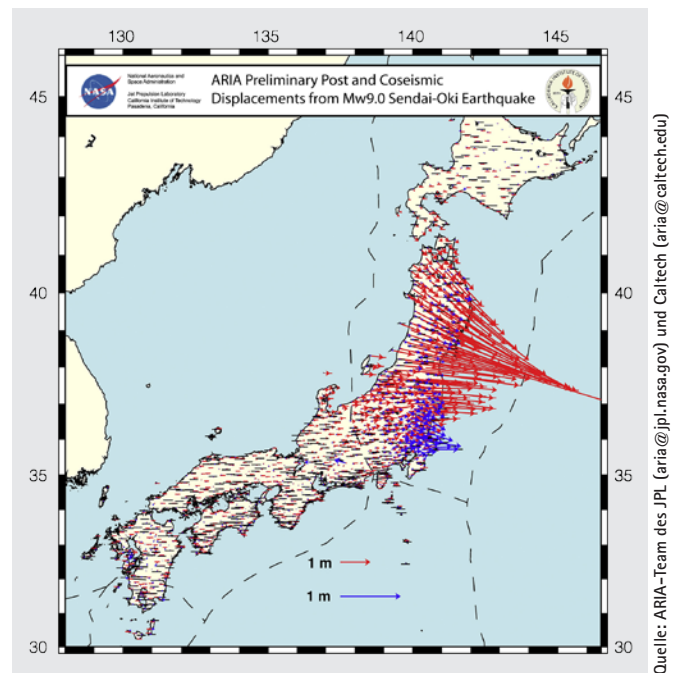 130 135 140 145
NASA
National Aeronautics and
Space Administration
Jet Propulsion Laboratory
California Institute of Technology
Pasadena, California
ARIA Preliminary Post and Coseismic
Displacements from Mw9.0 Sendai-Oki Earthquake
45 45
40 40
35 35
1 m
1 m
30 30
Quelle: ARIA-Team des JPL (aria@jpl.nasa.gov) und Caltech (aria@caltech.edu)